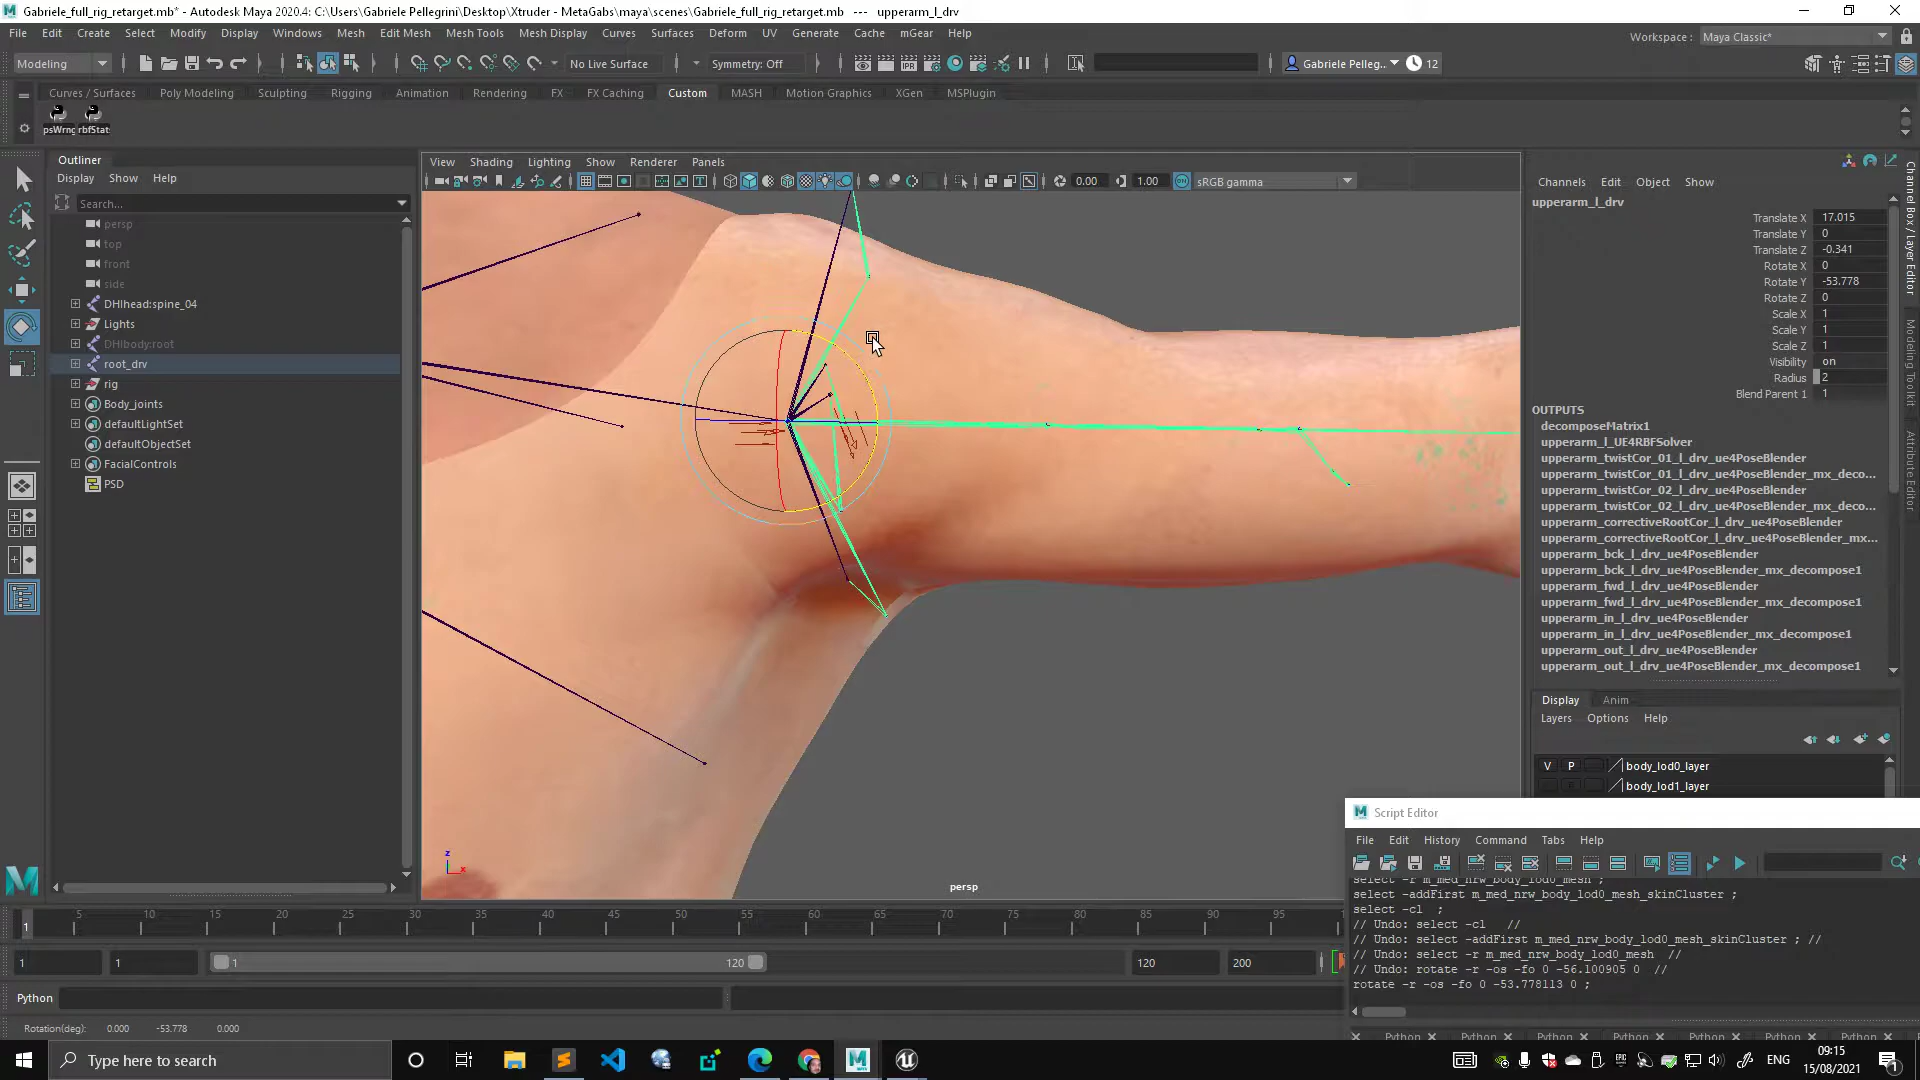 Gabriele_full_rig_retarget.mb* - Autodesk Maya 2020.4: C:\Users\Gabriele Pellegrini\Desktop\Xtruder - MetaGabs\maya\scenes\Gabriele_full_rig_retarget.mb --- upperarm_l_drv
File Edit Create Select Modify Display Windows Mesh Edit Mesh Mesh Tools Mesh Display Curves Surfaces Deform UV Generate Cache mGear Help
Workspace : Maya Classic*
Modeling
No Live Surface
Symmetry: Off
Gabriele Pelleg...
12
Curves / Surfaces Poly Modeling Sculpting Rigging Animation Rendering FX FX Caching Custom MASH Motion Graphics XGen MSPlugin
psWrng rbfStat
Outliner
Display Show Help
Search...
persp
top
front
side
DHIhead:spine_04
Lights
DHIbody:root
root_drv
rig
Body_joints
defaultLightSet
defaultObjectSet
FacialControls
PSD
View Shading Lighting Show Renderer Panels
0.00
1.00
sRGB gamma
z
x
persp
Channels Edit Object Show
upperarm_l_drv
Translate X 17.015
Translate Y 0
Translate Z -0.341
Rotate X 0
Rotate Y -53.778
Rotate Z 0
Scale X 1
Scale Y 1
Scale Z 1
Visibility on
Radius 2
Blend Parent 1 1
OUTPUTS
decomposeMatrix1
upperarm_l_UE4RBFSolver
upperarm_twistCor_01_l_drv_ue4PoseBlender
upperarm_twistCor_01_l_drv_ue4PoseBlender_mx_deco...
upperarm_twistCor_02_l_drv_ue4PoseBlender
upperarm_twistCor_02_l_drv_ue4PoseBlender_mx_deco...
upperarm_correctiveRootCor_l_drv_ue4PoseBlender
upperarm_correctiveRootCor_l_drv_ue4PoseBlender_mx...
upperarm_bck_l_drv_ue4PoseBlender
upperarm_bck_l_drv_ue4PoseBlender_mx_decompose1
upperarm_fwd_l_drv_ue4PoseBlender
upperarm_fwd_l_drv_ue4PoseBlender_mx_decompose1
upperarm_in_l_drv_ue4PoseBlender
upperarm_in_l_drv_ue4PoseBlender_mx_decompose1
upperarm_out_l_drv_ue4PoseBlender
upperarm_out_l_drv_ue4PoseBlender_mx_decompose1
Channel Box / Layer Editor
Modeling Toolkit
Attribute Editor
Display Anim
Layers Options Help
V P body_lod0_layer
body_lod1_layer
Script Editor
File Edit History Command Tabs Help
select -r m_med_nrw_body_lod0_mesh ;
select -addFirst m_med_nrw_body_lod0_mesh_skinCluster ;
select -cl  ;
// Undo: select -cl   //
// Undo: select -addFirst m_med_nrw_body_lod0_mesh_skinCluster ; //
// Undo: select -r m_med_nrw_body_lod0_mesh  //
// Undo: rotate -r -os -fo 0 -56.100905 0  //
rotate -r -os -fo 0 -53.778113 0 ;
Python Python Python Python Python Python Python
5 10 15 20 25 30 35 40 45 50 55 60 65 70 75 80 85 90 95
1
1 1 1 120 120 200
Python
Rotation(deg): 0.000 -53.778 0.000
Type here to search
ENG
09:15
15/08/2021
1